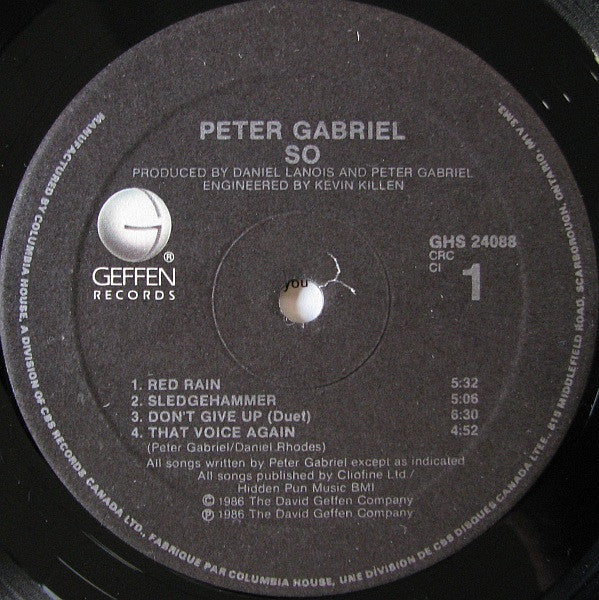 PETER GABRIEL
SO
PRODUCED BY DANIEL LANOIS AND PETER GABRIEL
ENGINEERED BY KEVIN KILLEN
G
®
GEFFEN
RECORDS
GHS 24088
CRC
CI
1
you
1. RED RAIN 5:32
2. SLEDGEHAMMER 5:06
3. DON'T GIVE UP (Duet) 6:30
4. THAT VOICE AGAIN 4:52
(Peter Gabriel/Daniel Rhodes)
All songs written by Peter Gabriel except as indicated
All songs published by Cliofine Ltd./
Hidden Pun Music BMI
© 1986 The David Geffen Company
℗ 1986 The David Geffen Company
MANUFACTURED BY COLUMBIA HOUSE, A DIVISION OF CBS RECORDS CANADA LTD., FABRIQUE PAR COLUMBIA HOUSE, UNE DIVISION DE CBS DISQUES CANADA LTEE. 815 MIDDLEFIELD ROAD, SCARBOROUGH, ONTARIO M1V 2N2.